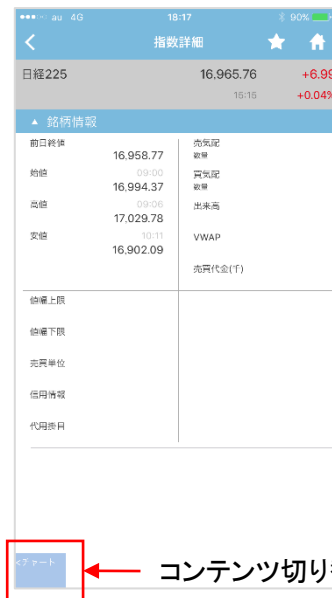 au 4G 18:17 90%
指数詳細
日経225 16,965.76 +6.99
15:15 +0.04%
▲ 銘柄情報
前日終値 16,958.77
売気配
数量
始値 09:00
16,994.37
買気配
数量
高値 09:06
17,029.78
出来高
安値 10:11
16,902.09
VWAP
売買代金(千)
値幅上限
値幅下限
売買単位
信用情報
代用掛目
<チャート
コンテンツ切り